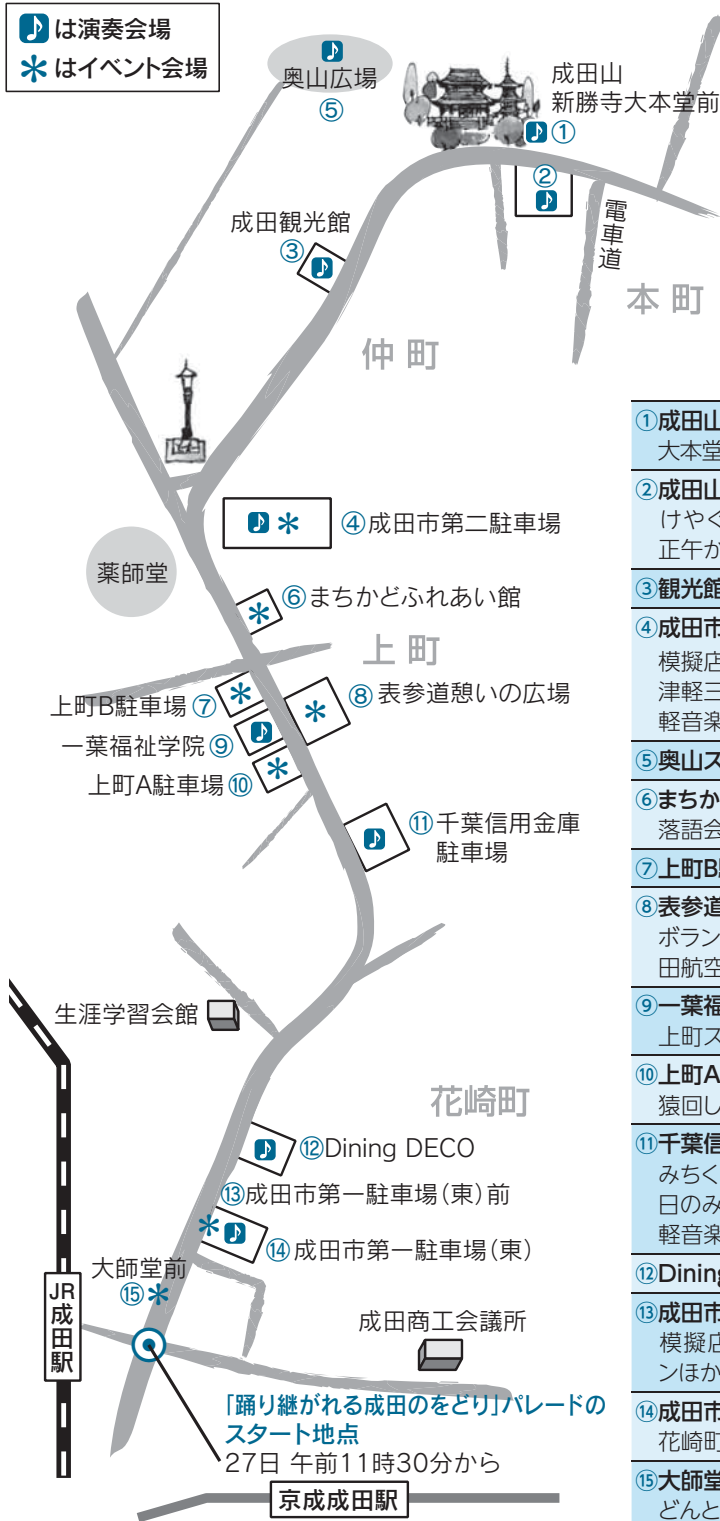 ♪は演奏会場
＊はイベント会場
♪
奥山広場
⑤
成田山
新勝寺大本堂前
♪①
②
♪
電車道
成田観光館
③
♪
本町
仲町
♪＊
④成田市第二駐車場
薬師堂
⑥まちかどふれあい館
＊
上町
上町B駐車場⑦
＊
⑧表参道憩いの広場
＊
一葉福祉学院⑨
♪
上町A駐車場⑩
＊
⑪千葉信用金庫
駐車場
♪
生涯学習会館
花崎町
♪
⑫Dining DECO
⑬成田市第一駐車場(東)前
＊♪
⑭成田市第一駐車場(東)
大師堂前
⑮＊
JR成田駅
成田商工会議所
「踊り継がれる成田のをどり」パレードの
スタート地点
27日 午前11時30分から
京成成田駅
①成田山
大本堂
②成田山
けやく
正午か
③観光館
④成田市
模擬店
津軽三
軽音楽
⑤奥山ス
⑥まちか
落語会
⑦上町B
⑧表参道
ボラン
田航空
⑨一葉福
上町ス
⑩上町A
猿回し
⑪千葉信
みちく
日のみ
軽音楽
⑫Dining
⑬成田市
模擬店
ンほか
⑭成田市
花崎町
⑮大師堂
どんと